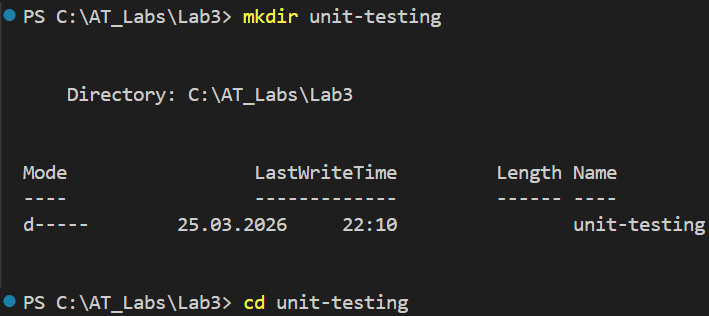 PS C:\AT_Labs\Lab3> mkdir unit-testing
Directory: C:\AT_Labs\Lab3
Mode LastWriteTime Length Name
---- ------------- ------ ----
d----- 25.03.2026 22:10 unit-testing
PS C:\AT_Labs\Lab3> cd unit-testing